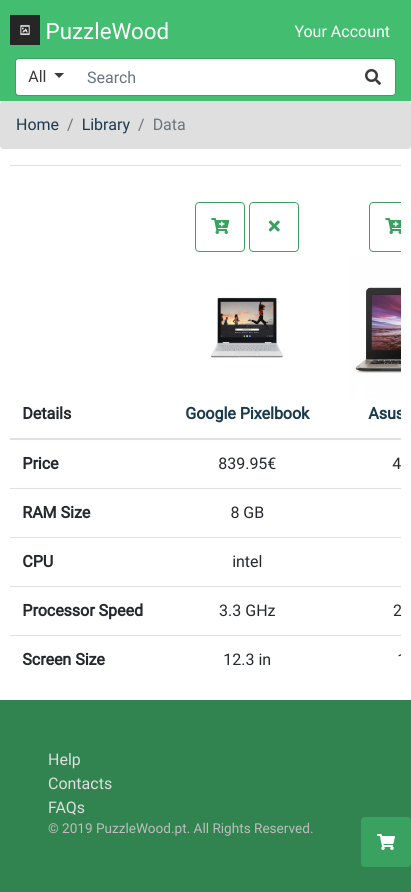 PuzzleWood
Your Account
All
Search
Home / Library / Data
Details Google Pixelbook Asus
Price 839.95€ 4
RAM Size 8 GB
CPU intel
Processor Speed 3.3 GHz 2
Screen Size 12.3 in
Help
Contacts
FAQs
© 2019 PuzzleWood.pt. All Rights Reserved.